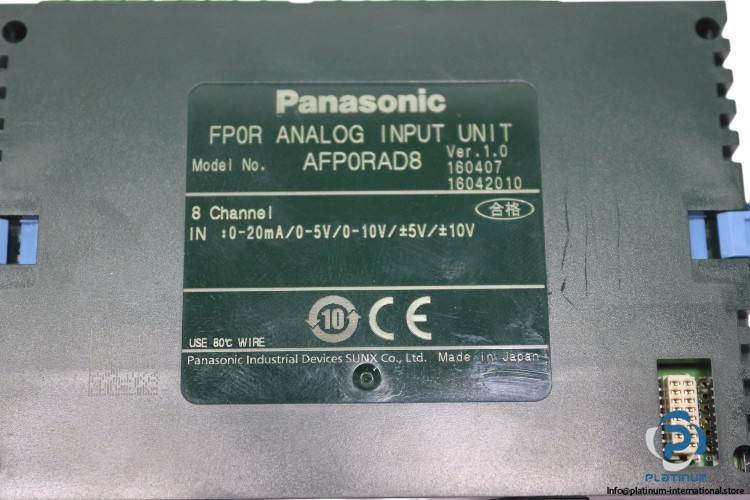 Panasonic
FP0R ANALOG INPUT UNIT
Model No. AFP0RAD8 Ver.1.0
160407
16042010
8 Channel 合格
IN :0-20mA/0-5V/0-10V/±5V/±10V
10 CE
USE 80℃ WIRE
Panasonic Industrial Devices SUNX Co., Ltd. Made in Japan
PLATINUM
Info@platinum-international.store